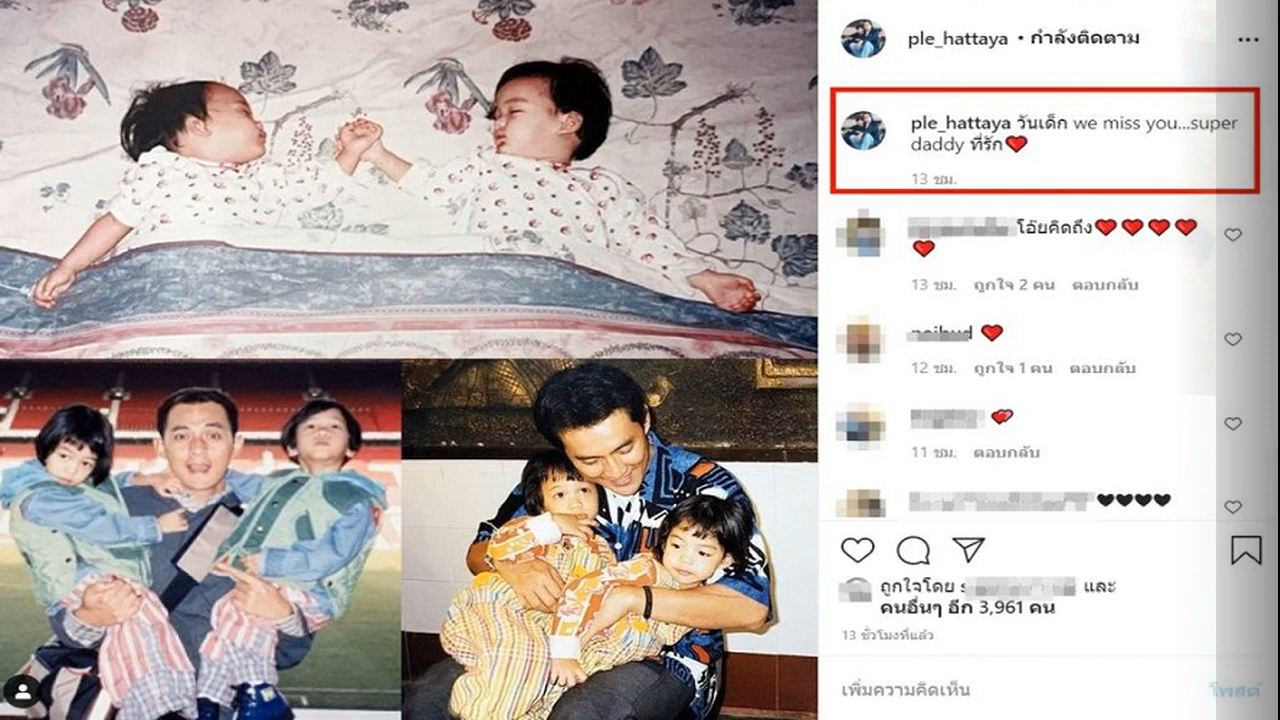 ple_hattaya • กำลังติดตาม
ple_hattaya วันเด็ก we miss you...super
daddy ที่รัก
13 ชม.
โอ๊ยคิดถึง
13 ชม. ถูกใจ 2 คน ตอบกลับ
12 ชม. ถูกใจ 1 คน ตอบกลับ
11 ชม. ตอบกลับ
ถูกใจโดย และ
คนอื่นๆ อีก 3,961 คน
13 ชั่วโมงที่แล้ว
เพิ่มความคิดเห็น
โพสต์